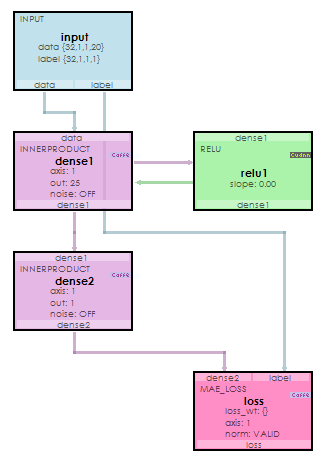 INPUT
input
data {32,1,1,20}
label {32,1,1,1}
data label
data
INNERPRODUCT
Caffe
dense1
axis: 1
out: 25
noise: OFF
dense1
dense1
RELU
CuDnn
relu1
slope: 0.00
dense1
dense1
INNERPRODUCT
Caffe
dense2
axis: 1
out: 1
noise: OFF
dense2
dense2 label
MAE_LOSS
Caffe
loss
loss_wt: {}
axis: 1
norm: VALID
loss